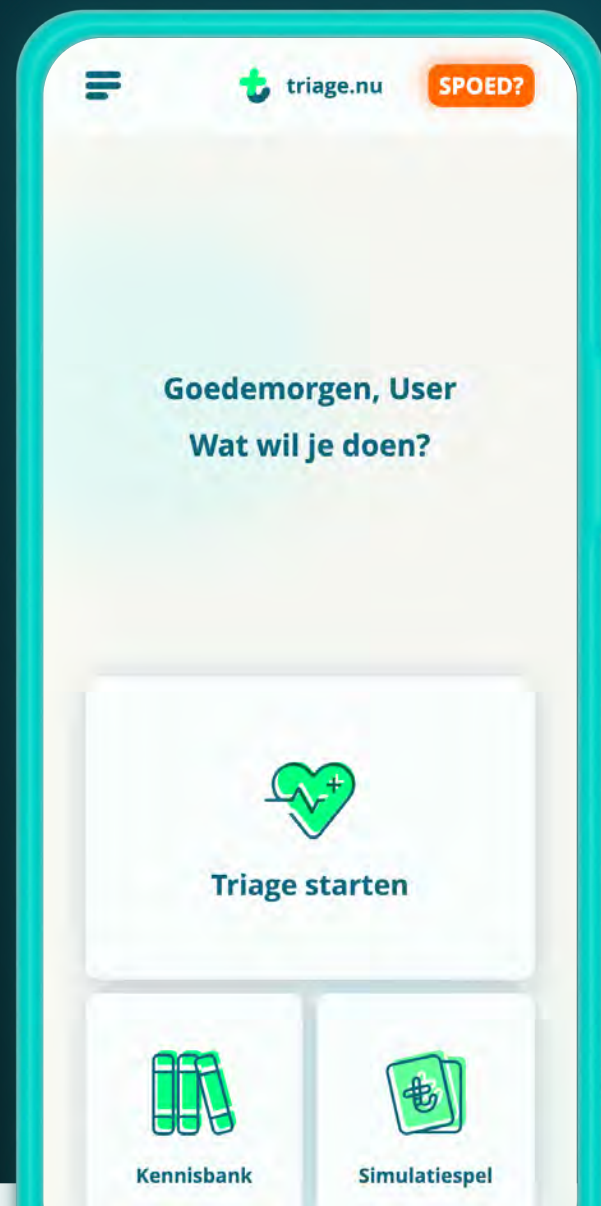 triage.nu
SPOED?
Goedemorgen, User
Wat wil je doen?
Triage starten
Kennisbank
Simulatiespel